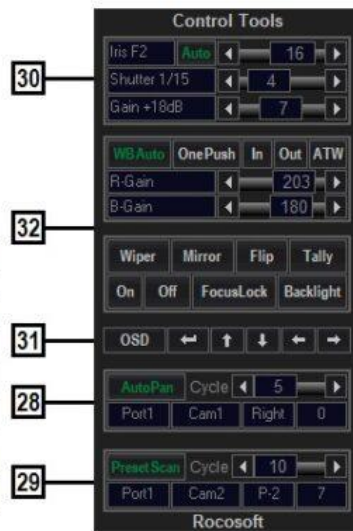 Control Tools
Iris F2 Auto 16
30
Shutter 1/15 4
Gain +18dB 7
WBAuto OnePush In Out ATW
R-Gain 203
B-Gain 180
32
Wiper Mirror Flip Tally
On Off FocusLock Backlight
31 OSD ↵ ↑ ↓ ← →
AutoPan Cycle 5
28
Port1 Cam1 Right 0
PresetScan Cycle 10
29
Port1 Cam2 P-2 7
Rocosoft